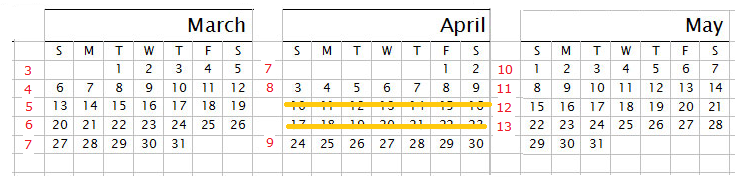 March
S M T W T F S
3 1 2 3 4 5
4 6 7 8 9 10 11 12
5 13 14 15 16 17 18 19
6 20 21 22 23 24 25 26
7 27 28 29 30 31
April
S M T W T F S
7 1 2
8 3 4 5 6 7 8 9
10 11 12 13 14 15 16
17 18 19 20 21 22 23
9 24 25 26 27 28 29 30
May
S M T W T F S
10 1 2 3 4 5 6 7
11 8 9 10 11 12 13 14
12 15 16 17 18 19 20 21
13 22 23 24 25 26 27 28
29 30 31